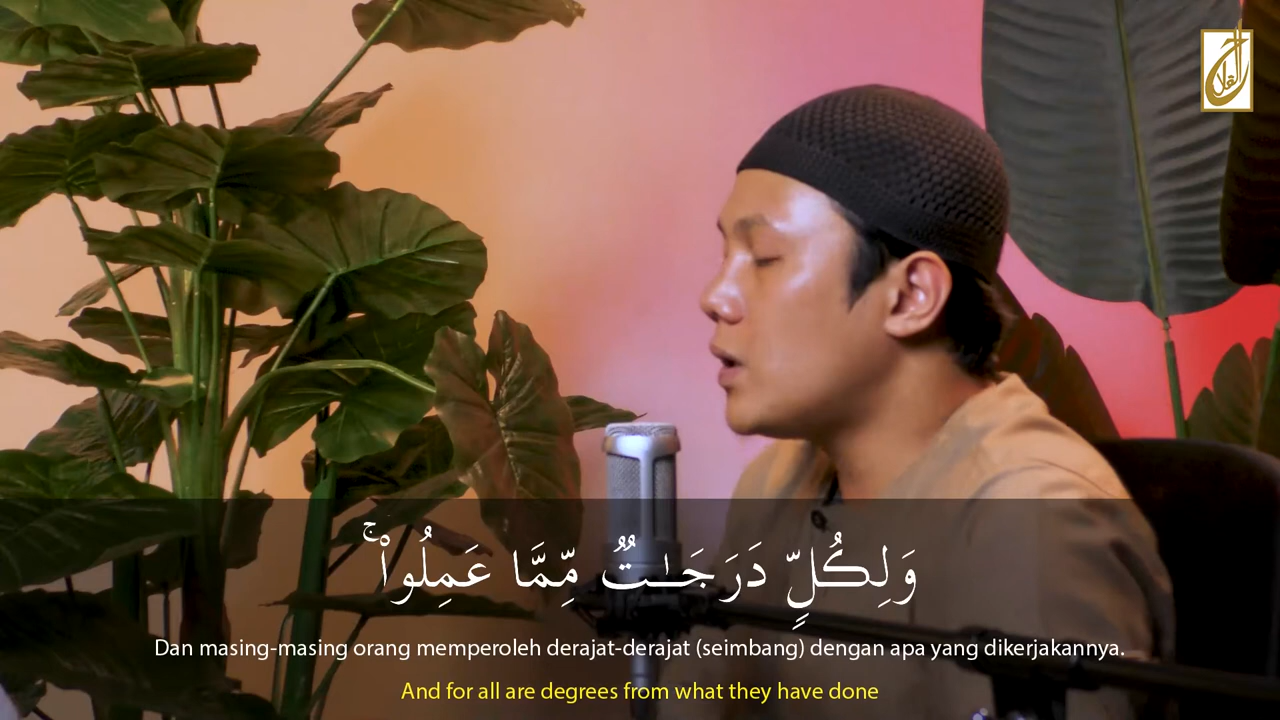 الفلاح
وَلِكُلٍّ دَرَجَـٰتٌ مِّمَّا عَمِلُوا۟ ۚ
Dan masing-masing orang memperoleh derajat-derajat (seimbang) dengan apa yang dikerjakannya.
And for all are degrees from what they have done